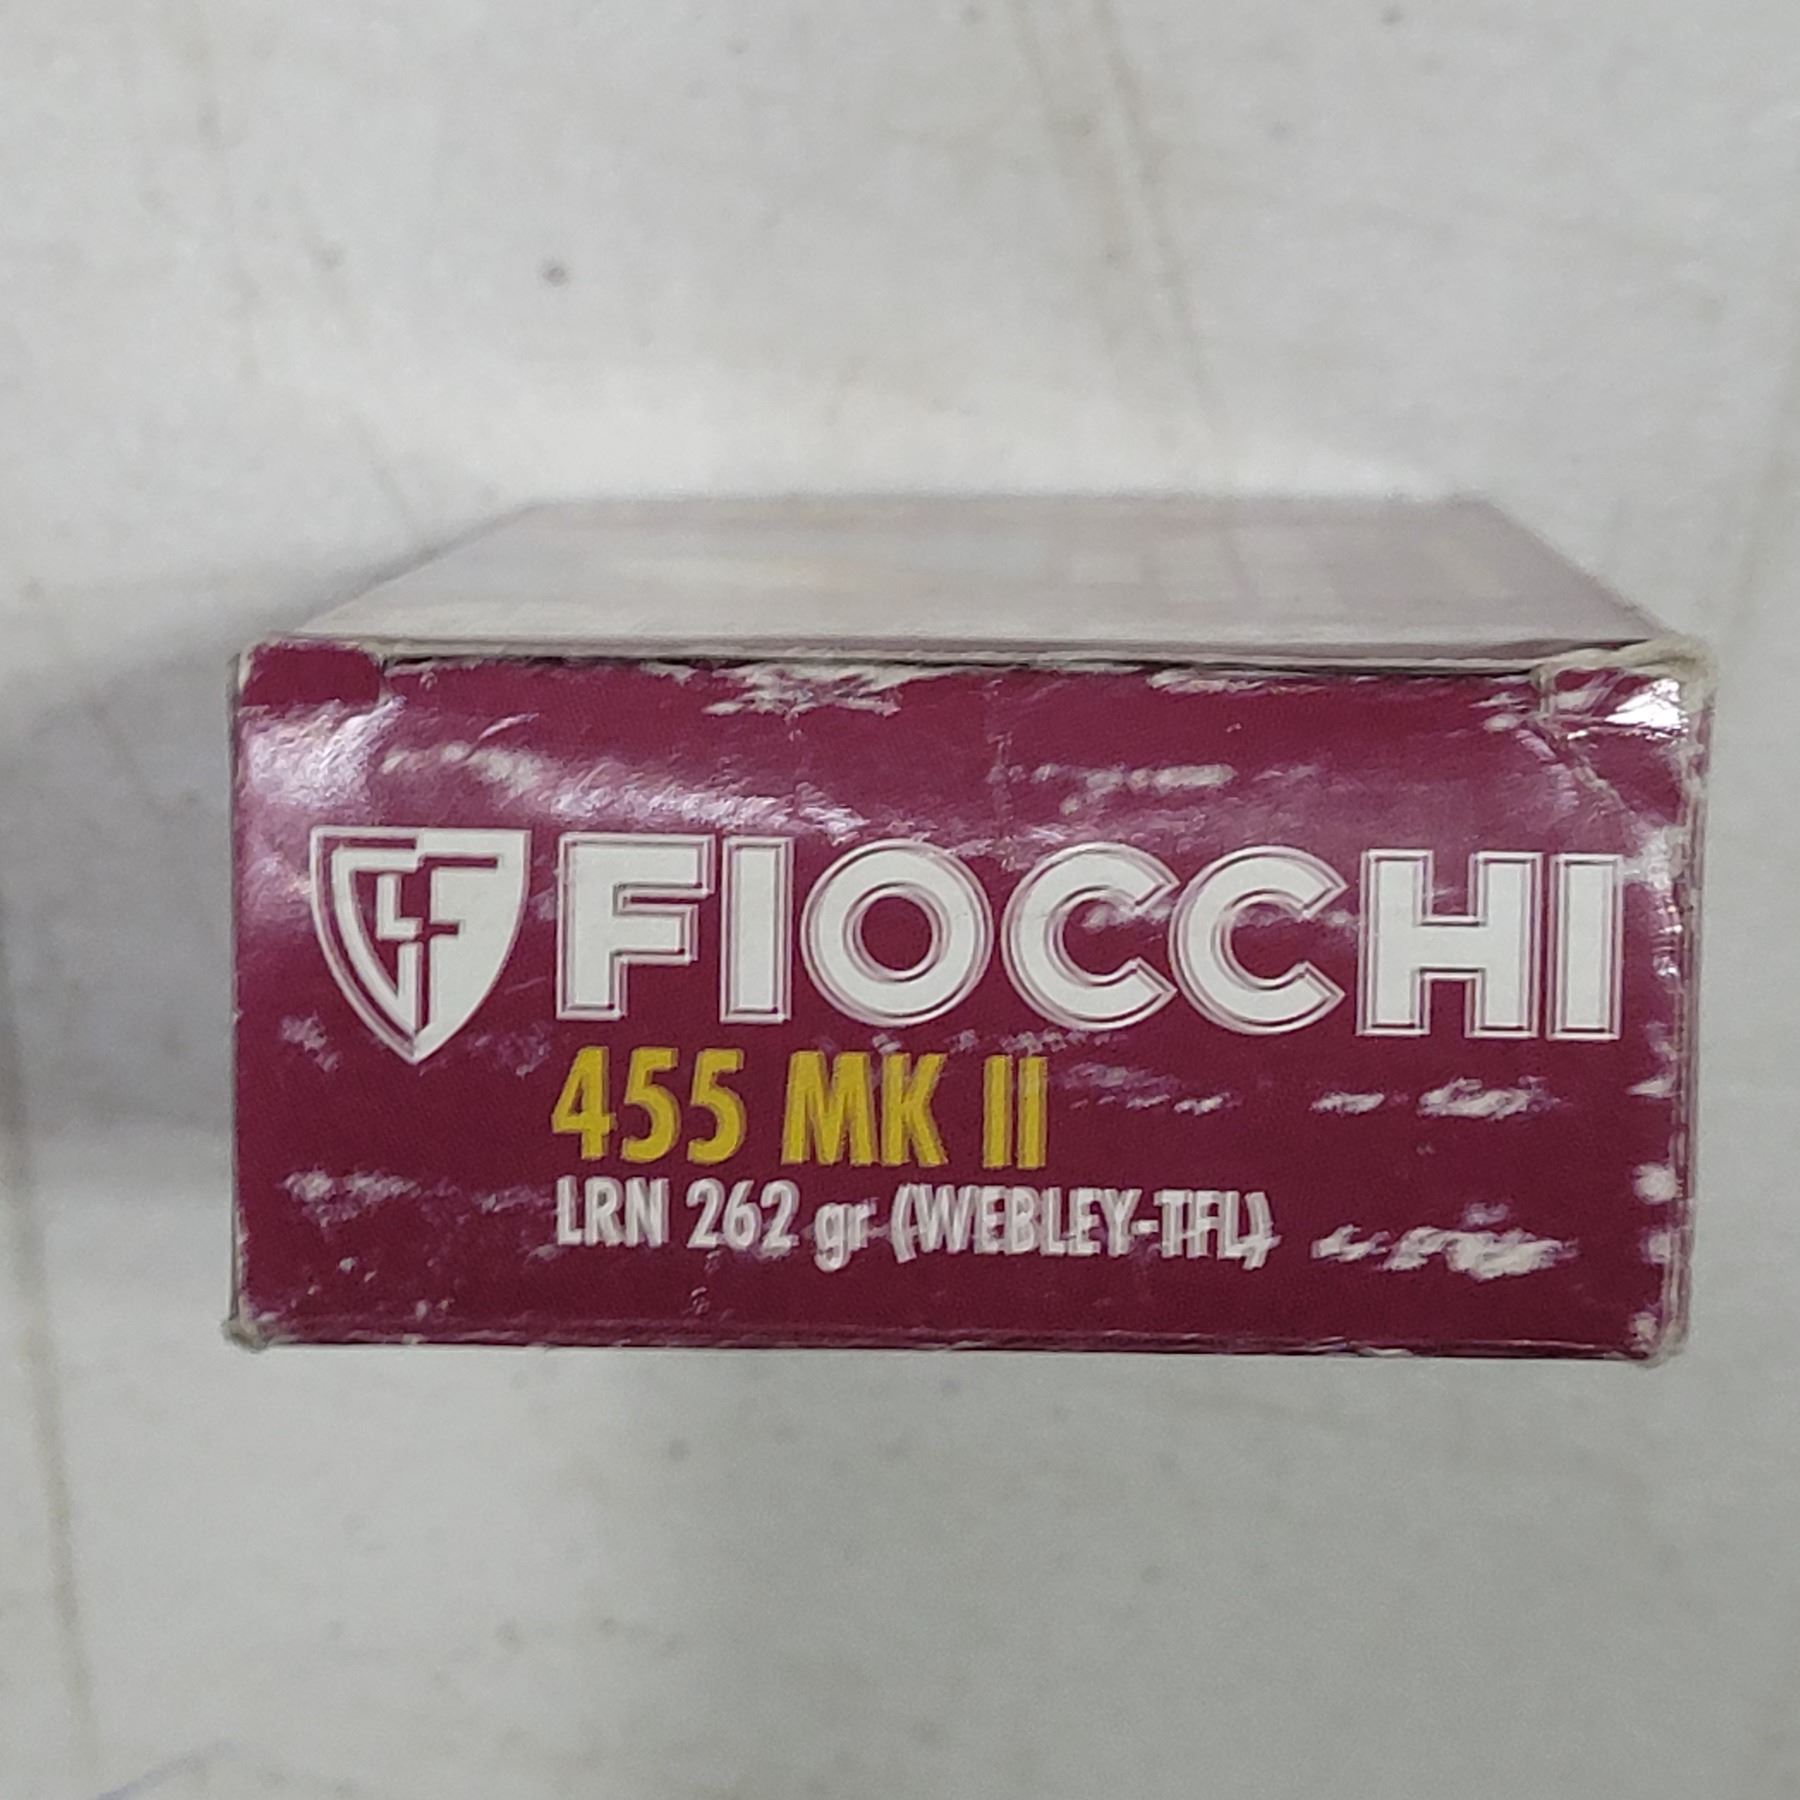 FIOCCHI
455 MK II
LRN 262 gr (WEBLEY-TFL)